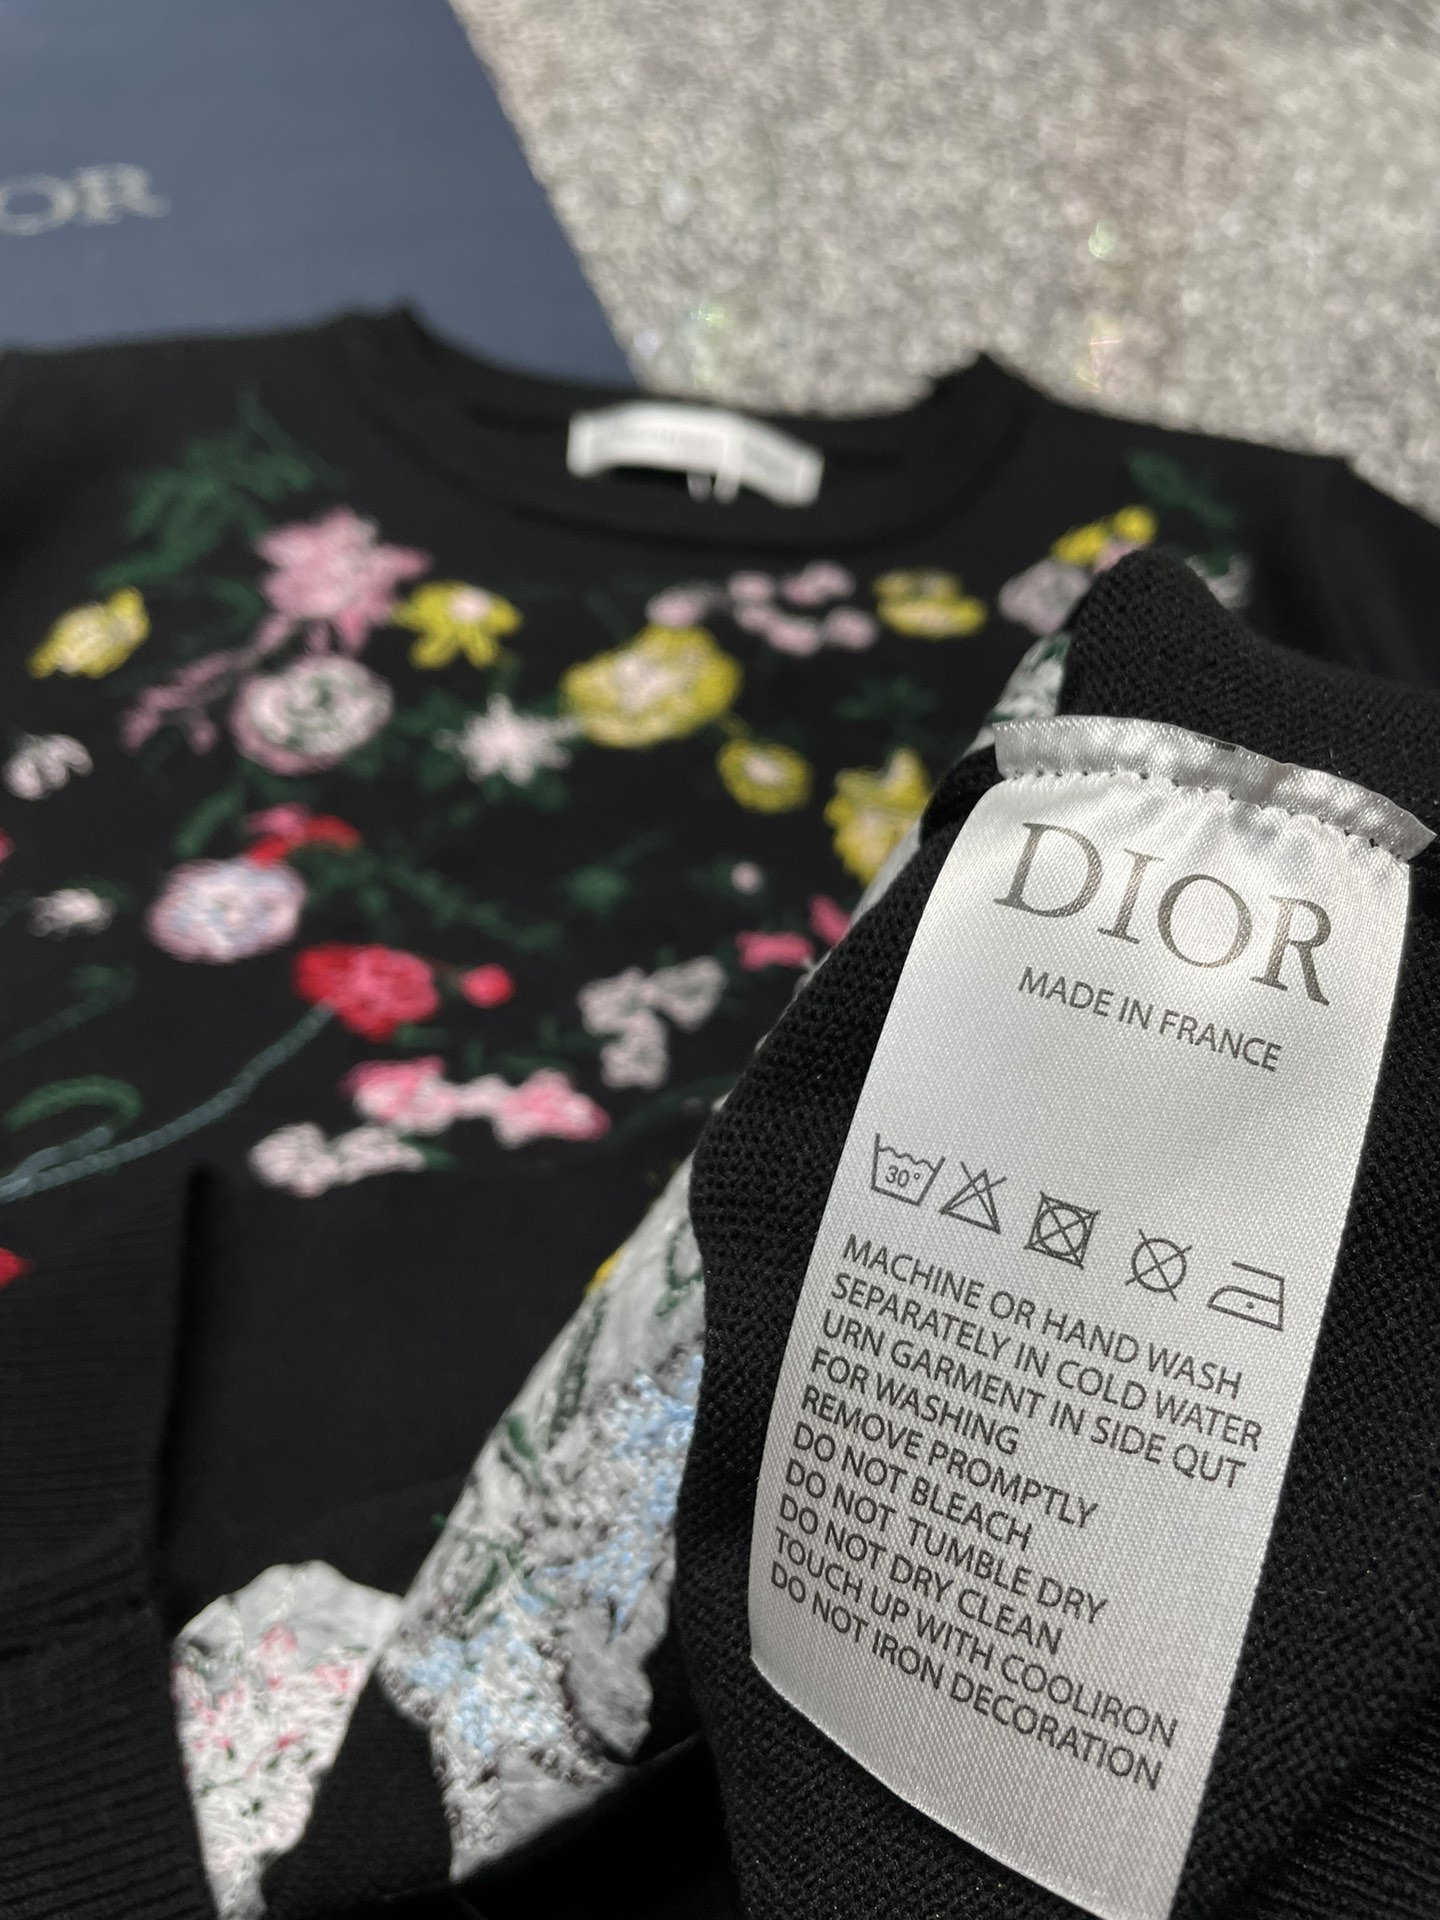 OR
DIOR
MADE IN FRANCE
30°
MACHINE OR HAND WASH
SEPARATELY IN COLD WATER
URN GARMENT IN SIDE QUT
FOR WASHING
REMOVE PROMPTLY
DO NOT BLEACH
DO NOT TUMBLE DRY
DO NOT DRY CLEAN
TOUCH UP WITH COOLIRON
DO NOT IRON DECORATION